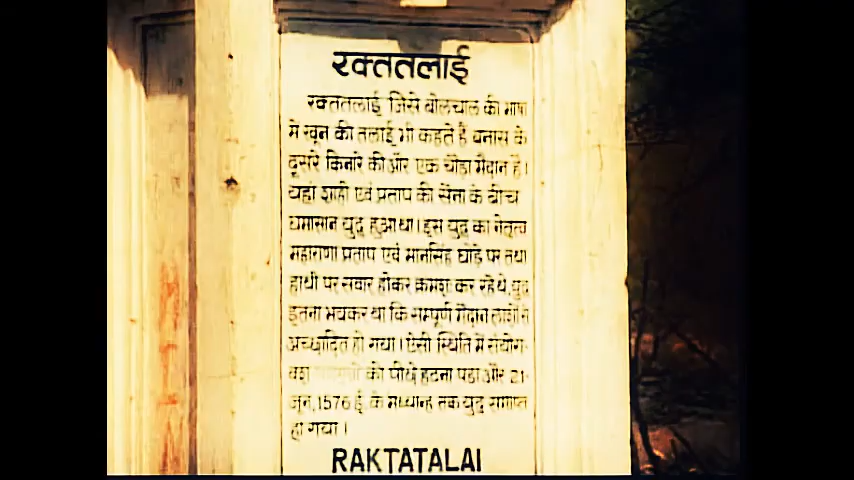 रक्ततलाई
रक्ततलाई जिसे बोलचाल की भाषा
में खून की तलाई भी कहते है बनास के
दूसरे किनारे की और एक चौडा मैदान है।
यहां शाही एवं प्रताप की सेना के बीच
घमासान युद्ध हुआ था। इस युद्ध का नेतृत्व
महाराणा प्रताप एवं मानसिंह घोड़े पर तथा
हाथी पर सवार होकर क्रमशः कर रहे थे, युद्ध
इतना भयंकर था कि सम्पूर्ण मैदान लाशों से
अच्छादित हो गया। ऐसी स्थिति में संयोग-
वश को पीछे हटना पडा और 21-
जून, 1576 ई. के मध्यान्ह तक युद्ध समाप्त
हो गया।
RAKTATALAI